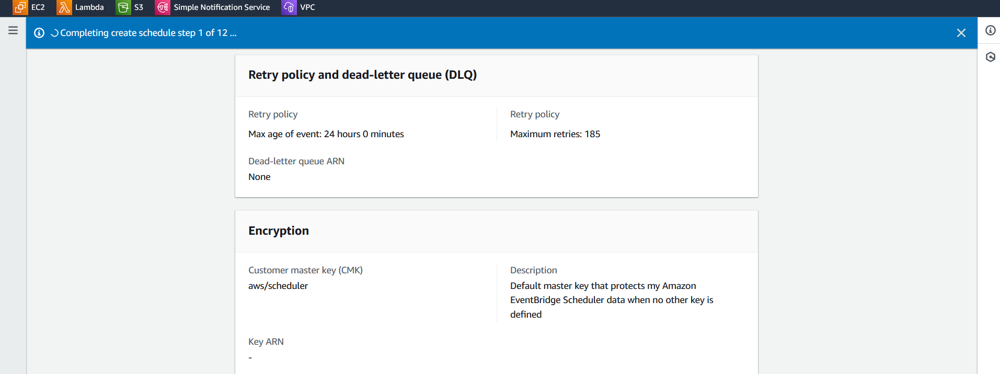 EC2 Lambda S3 Simple Notification Service VPC
Completing create schedule step 1 of 12 ...
Retry policy and dead-letter queue (DLQ)
Retry policy
Max age of event: 24 hours 0 minutes
Retry policy
Maximum retries: 185
Dead-letter queue ARN
None
Encryption
Customer master key (CMK)
aws/scheduler
Description
Default master key that protects my Amazon
EventBridge Scheduler data when no other key is
defined
Key ARN
-